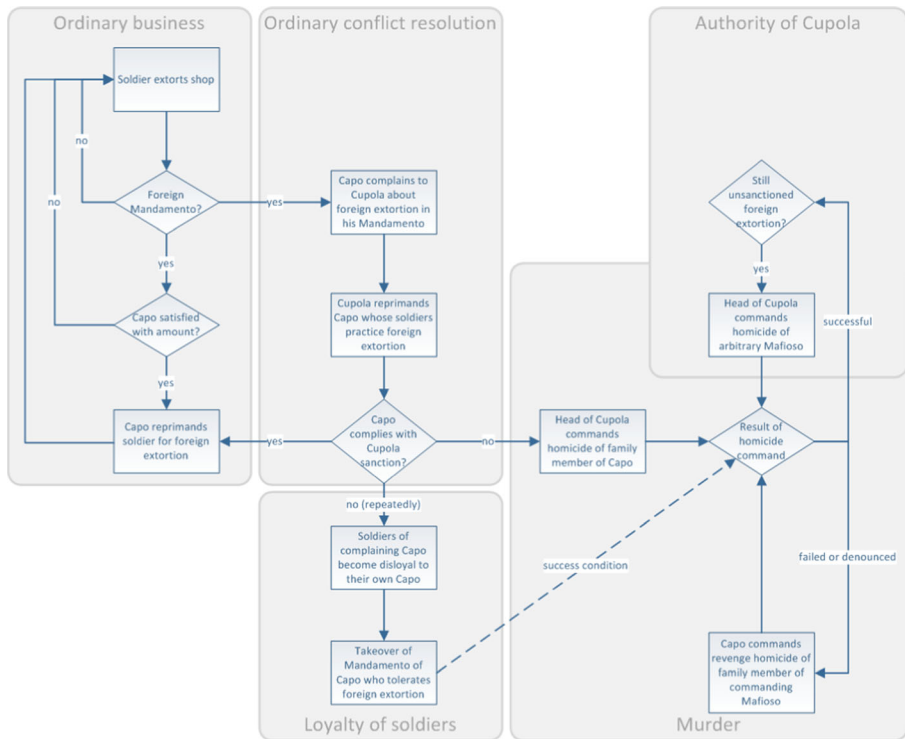 Ordinary business
Ordinary conflict resolution
Authority of Cupola
Soldier extorts shop
no
no
Foreign
Mandamento?
yes
Capo complains to
Cupola about
foreign extortion in
his Mandamento
Still
unsanctioned
foreign
extortion?
yes
yes
Capo satisfied
with amount?
Cupola reprimands
Capo whose soldiers
practice foreign
extortion
Head of Cupola
commands
homicide of
arbitrary Mafioso
successful
yes
Capo reprimands
soldier for foreign
extortion
yes
Capo
complies with
Cupola
sanction?
no
Head of Cupola
commands
homicide of family
member of Capo
Result of
homicide
command
no (repeatedly)
Soldiers of
complaining Capo
become disloyal to
their own Capo
success condition
failed or denounced
Takeover of
Mandamento of
Capo who tolerates
foreign extortion
Capo commands
revenge homicide of
family member of
commanding
Mafioso
Loyalty of soldiers
Murder